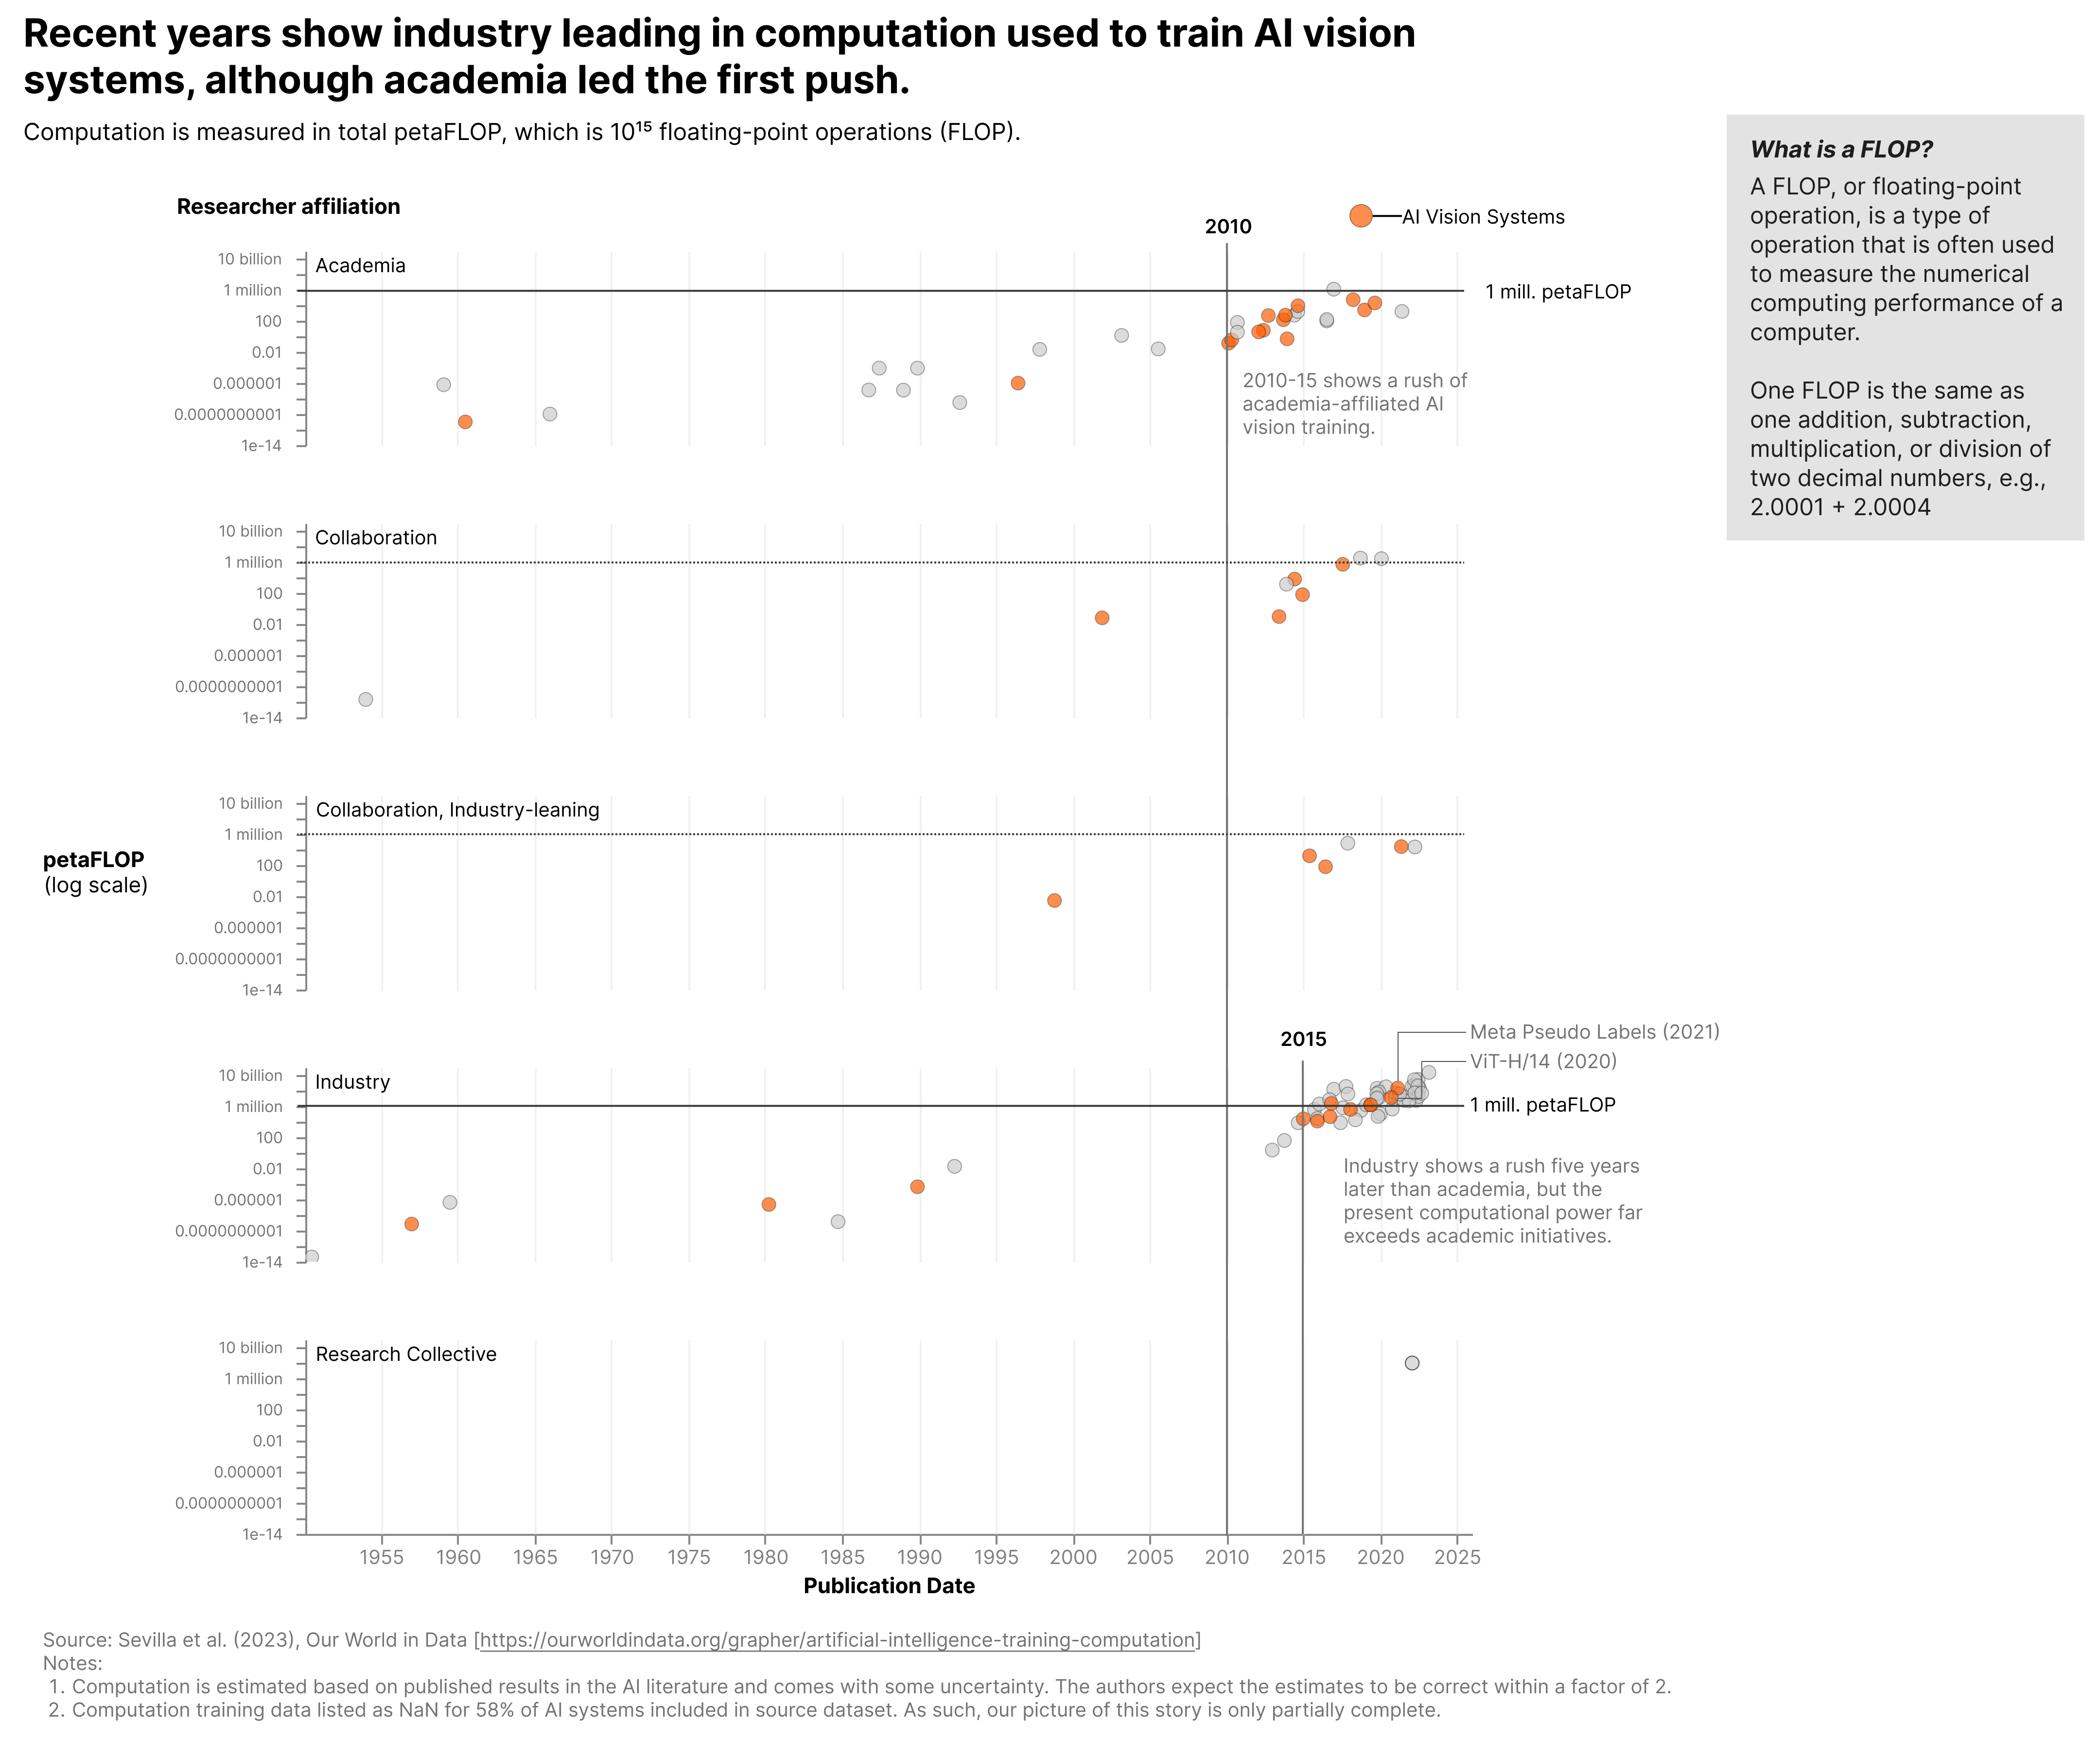 Recent years show industry leading in computation used to train AI vision
systems, although academia led the first push.
Computation is measured in total petaFLOP, which is 10¹⁵ floating-point operations (FLOP).
What is a FLOP?
A FLOP, or floating-point
operation, is a type of
operation that is often used
to measure the numerical
computing performance of a
computer.
One FLOP is the same as
one addition, subtraction,
multiplication, or division of
two decimal numbers, e.g.,
2.0001 + 2.0004
Researcher affiliation
2010
AI Vision Systems
10 billion
Academia
1 million
1 mill. petaFLOP
100
0.01
0.000001
0.0000000001
1e-14
2010-15 shows a rush of
academia-affiliated AI
vision training.
10 billion
Collaboration
1 million
100
0.01
0.000001
0.0000000001
1e-14
petaFLOP
(log scale)
10 billion
Collaboration, Industry-leaning
1 million
100
0.01
0.000001
0.0000000001
1e-14
2015
Meta Pseudo Labels (2021)
ViT-H/14 (2020)
10 billion
Industry
1 million
1 mill. petaFLOP
100
0.01
0.000001
0.0000000001
1e-14
Industry shows a rush five years
later than academia, but the
present computational power far
exceeds academic initiatives.
10 billion
Research Collective
1 million
100
0.01
0.000001
0.0000000001
1e-14
1955 1960 1965 1970 1975 1980 1985 1990 1995 2000 2005 2010 2015 2020 2025
Publication Date
Source: Sevilla et al. (2023), Our World in Data [https://ourworldindata.org/grapher/artificial-intelligence-training-computation]
Notes:
1. Computation is estimated based on published results in the AI literature and comes with some uncertainty. The authors expect the estimates to be correct within a factor of 2.
2. Computation training data listed as NaN for 58% of AI systems included in source dataset. As such, our picture of this story is only partially complete.